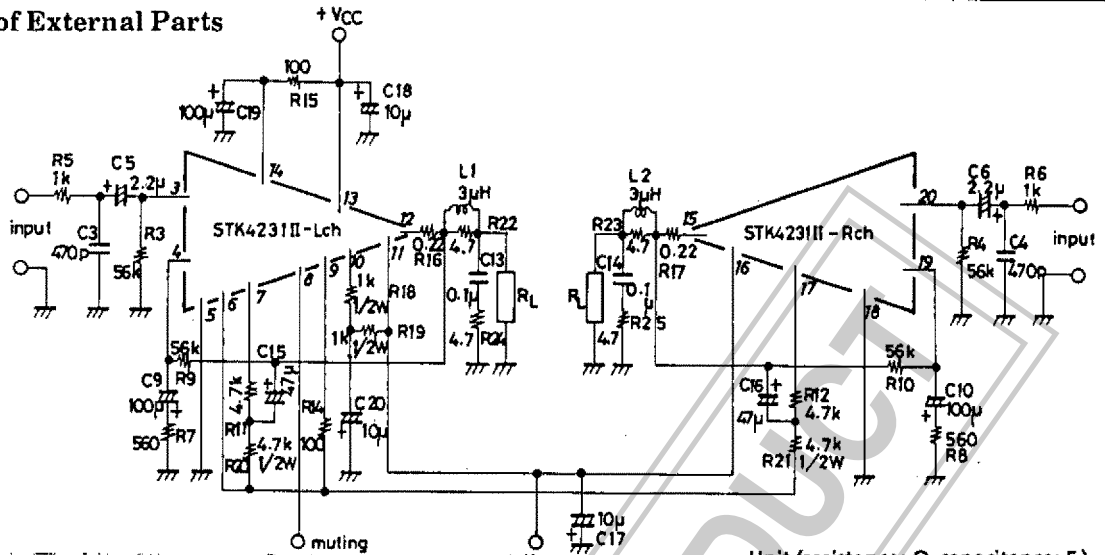 of External Parts
+ Vcc
100
R15
100μ
+
C19
+
C18
10μ
R5
1k
C5
+
2.2μ
3
14
13
input
C3
470p
R3
56k
4
STK4231II-Lch
12
L1
3μH
R22
4.7
0.22
R16
11
10
9
8
7
6
5
C13
0.1μ
R24
4.7
RL
1k
1/2W
R18
R19
1k
1/2W
C9
100μ
+
R7
560
56k
R9
C15
+
47μ
4.7k
R11
4.7k
R20
1/2W
R14
100
C20
+
10μ
muting
10μ
+
C17
L2
3μH
R23
4.7
15
0.22
R17
C14
0.1
μ
R25
4.7
RL
STK4231II-Rch
16
17
18
19
20
C6
2.2μ
+
R6
1k
R4
56k
C4
470p
input
56k
R10
C16
+
47μ
R12
4.7k
4.7k
R21
1/2W
+
C10
100μ
560
R8
DUCT